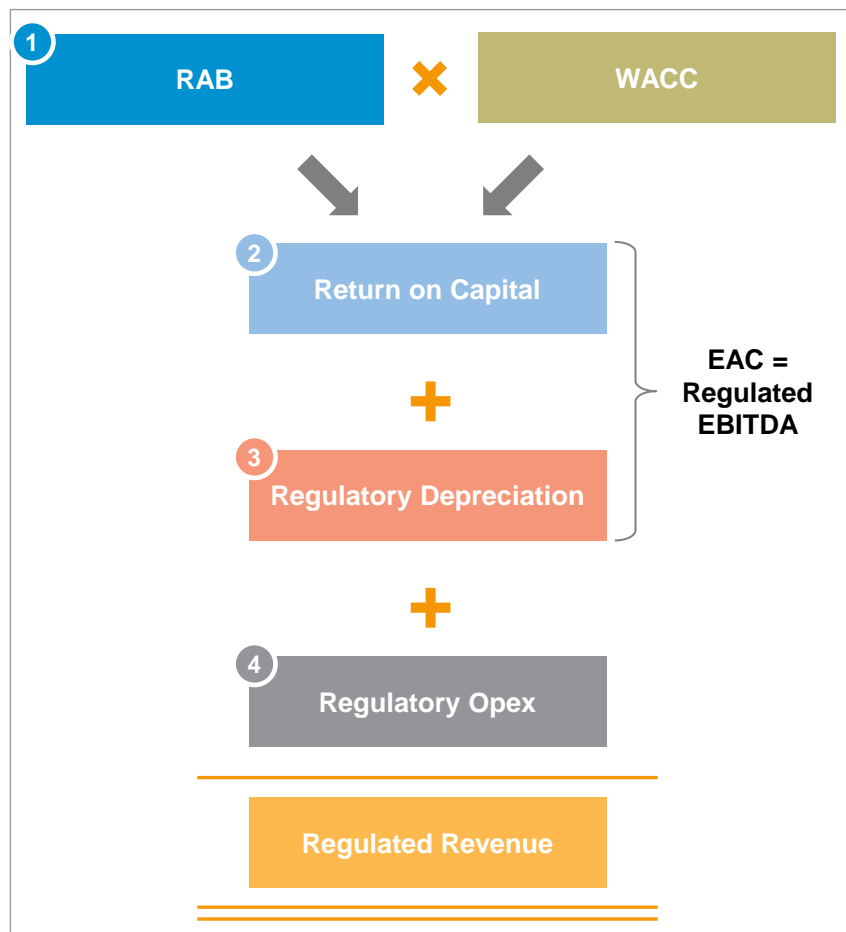 1
RAB
×
WACC
2
Return on Capital
+
EAC =
Regulated
EBITDA
3
Regulatory Depreciation
+
4
Regulatory Opex
Regulated Revenue